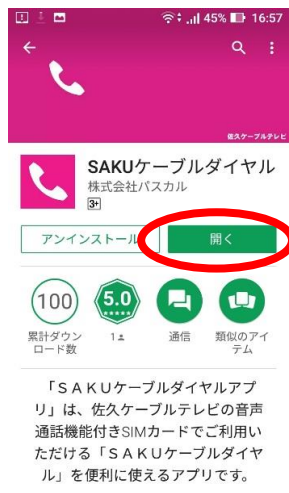 45% 16:57
佐久ケーブルテレビ
SAKUケーブルダイヤル
株式会社パスカル
3+
アンインストール
開く
100
5.0
累計ダウン
ロード数
1
通信
類似のアイ
テム
「ＳＡＫＵケーブルダイヤルアプ
リ」は、佐久ケーブルテレビの音声
通話機能付きSIMカードでご利用い
ただける「ＳＡＫＵケーブルダイヤ
ル」を便利に使えるアプリです。